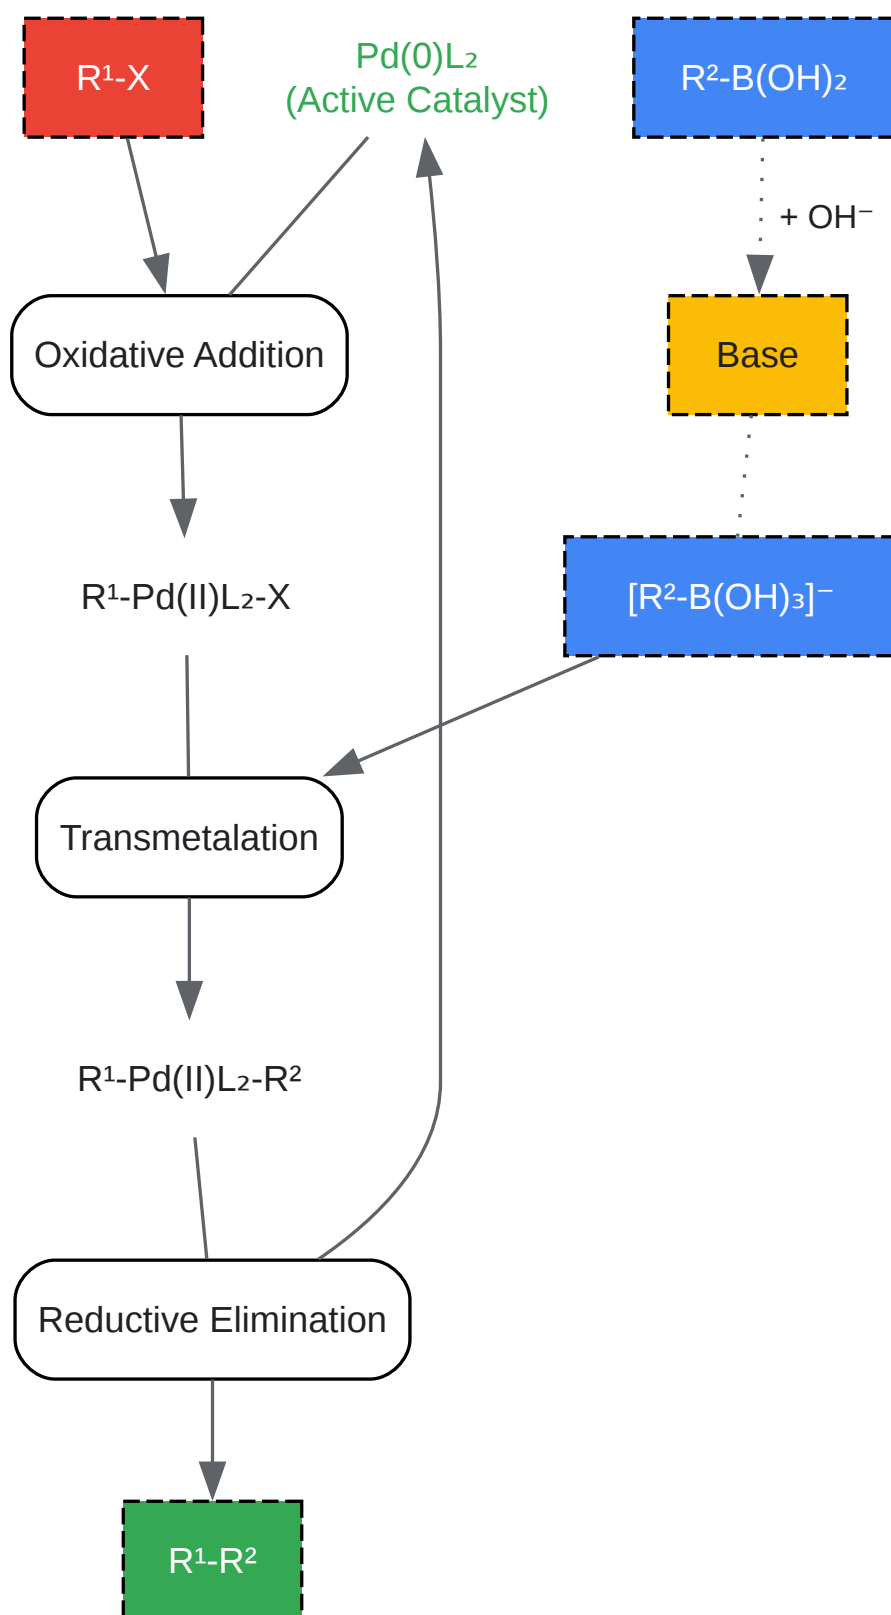 R¹-X
Pd(0)L₂
(Active Catalyst)
R²-B(OH)₂
+ OH⁻
Oxidative Addition
Base
R¹-Pd(II)L₂-X
[R²-B(OH)₃]⁻
Transmetalation
R¹-Pd(II)L₂-R²
Reductive Elimination
R¹-R²